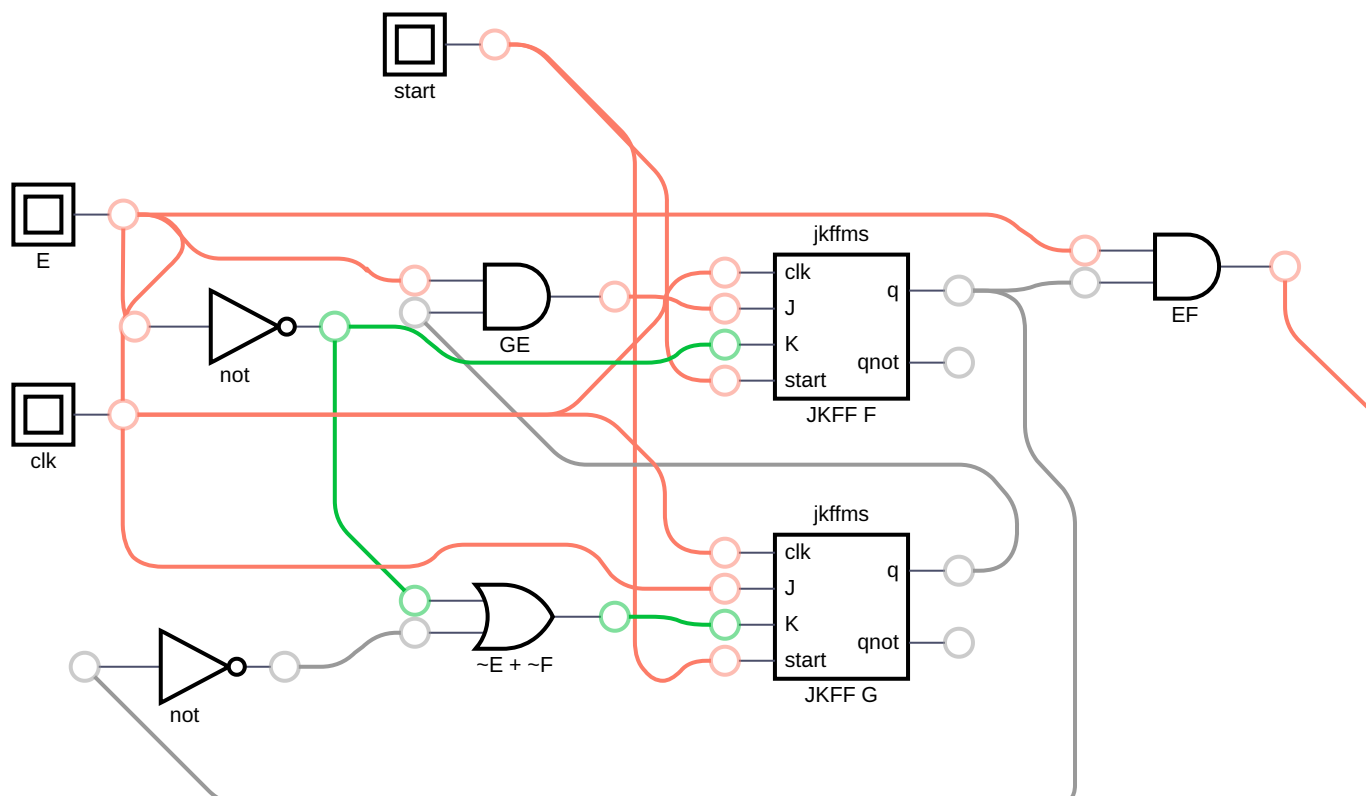 start
E
not
clk
GE
jkffms
clk
J
K
start
q
qnot
JKFF F
EF
jkffms
clk
J
K
start
q
qnot
JKFF G
~E + ~F
not